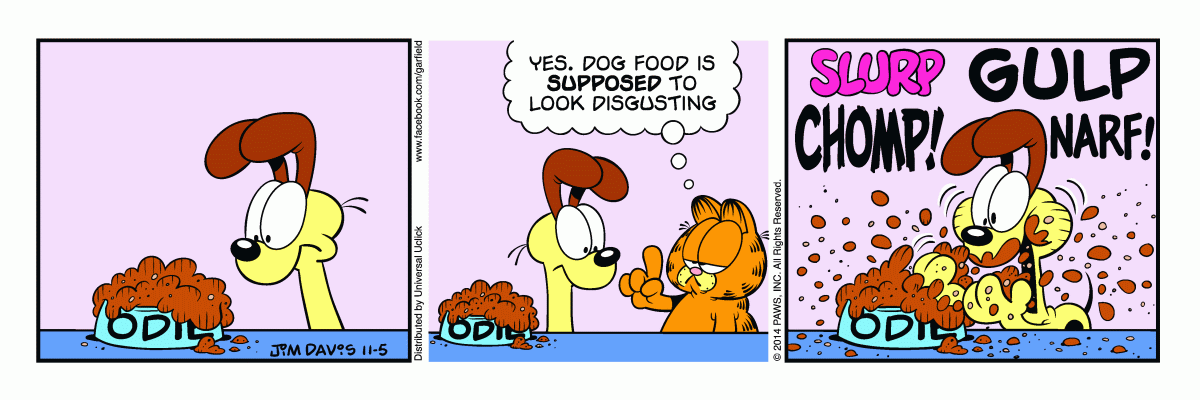 ODIE
JIM DAVIS 11-5
www.facebook.com/garfield
Distributed by Universal Uclick
YES. DOG FOOD IS
SUPPOSED TO
LOOK DISGUSTING
ODIE
© 2014 PAWS, INC. All Rights Reserved.
SLURP
GULP
CHOMP!
NARF!
ODIE